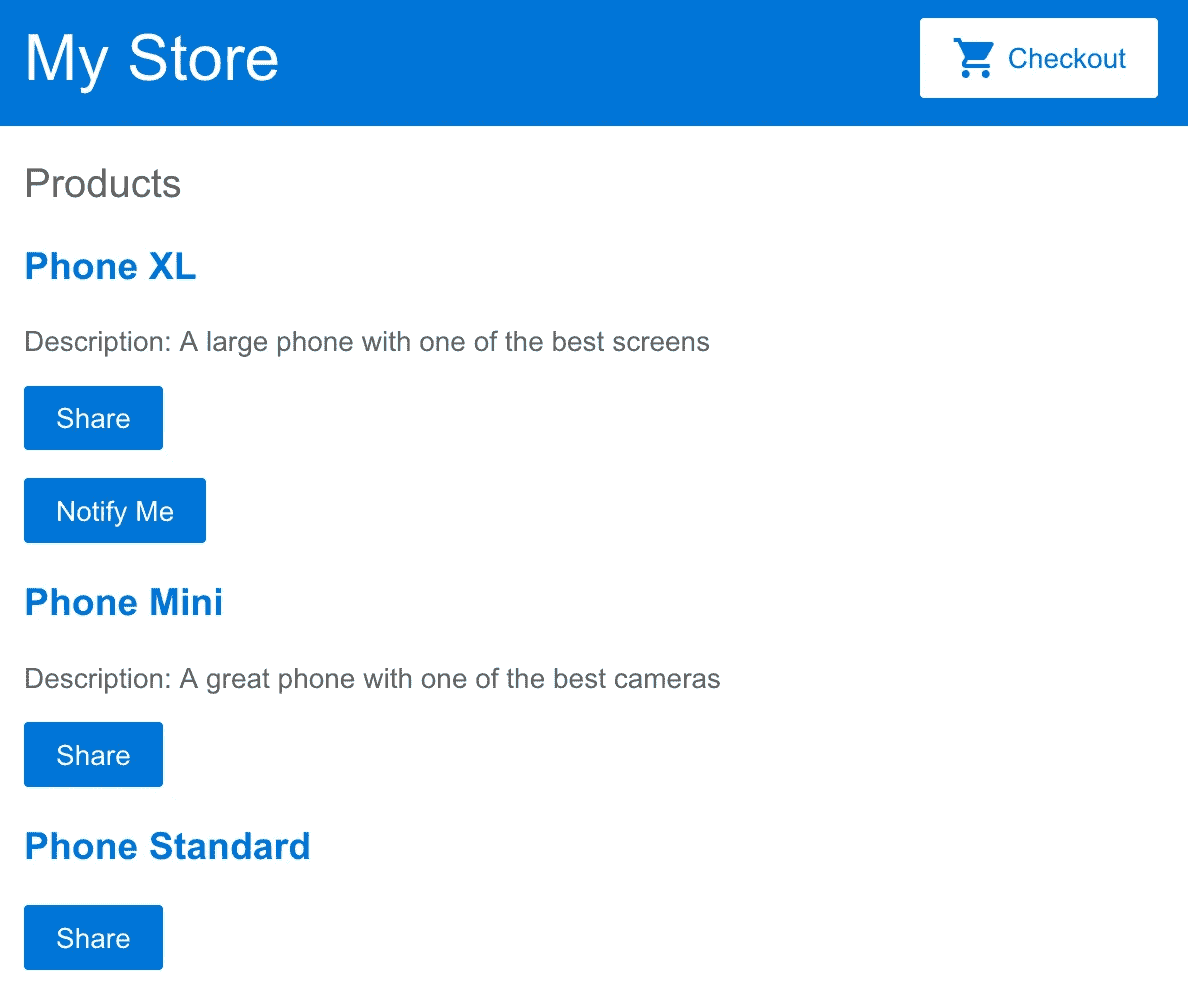 My Store
Checkout
Products
Phone XL
Description: A large phone with one of the best screens
Share
Notify Me
Phone Mini
Description: A great phone with one of the best cameras
Share
Phone Standard
Share